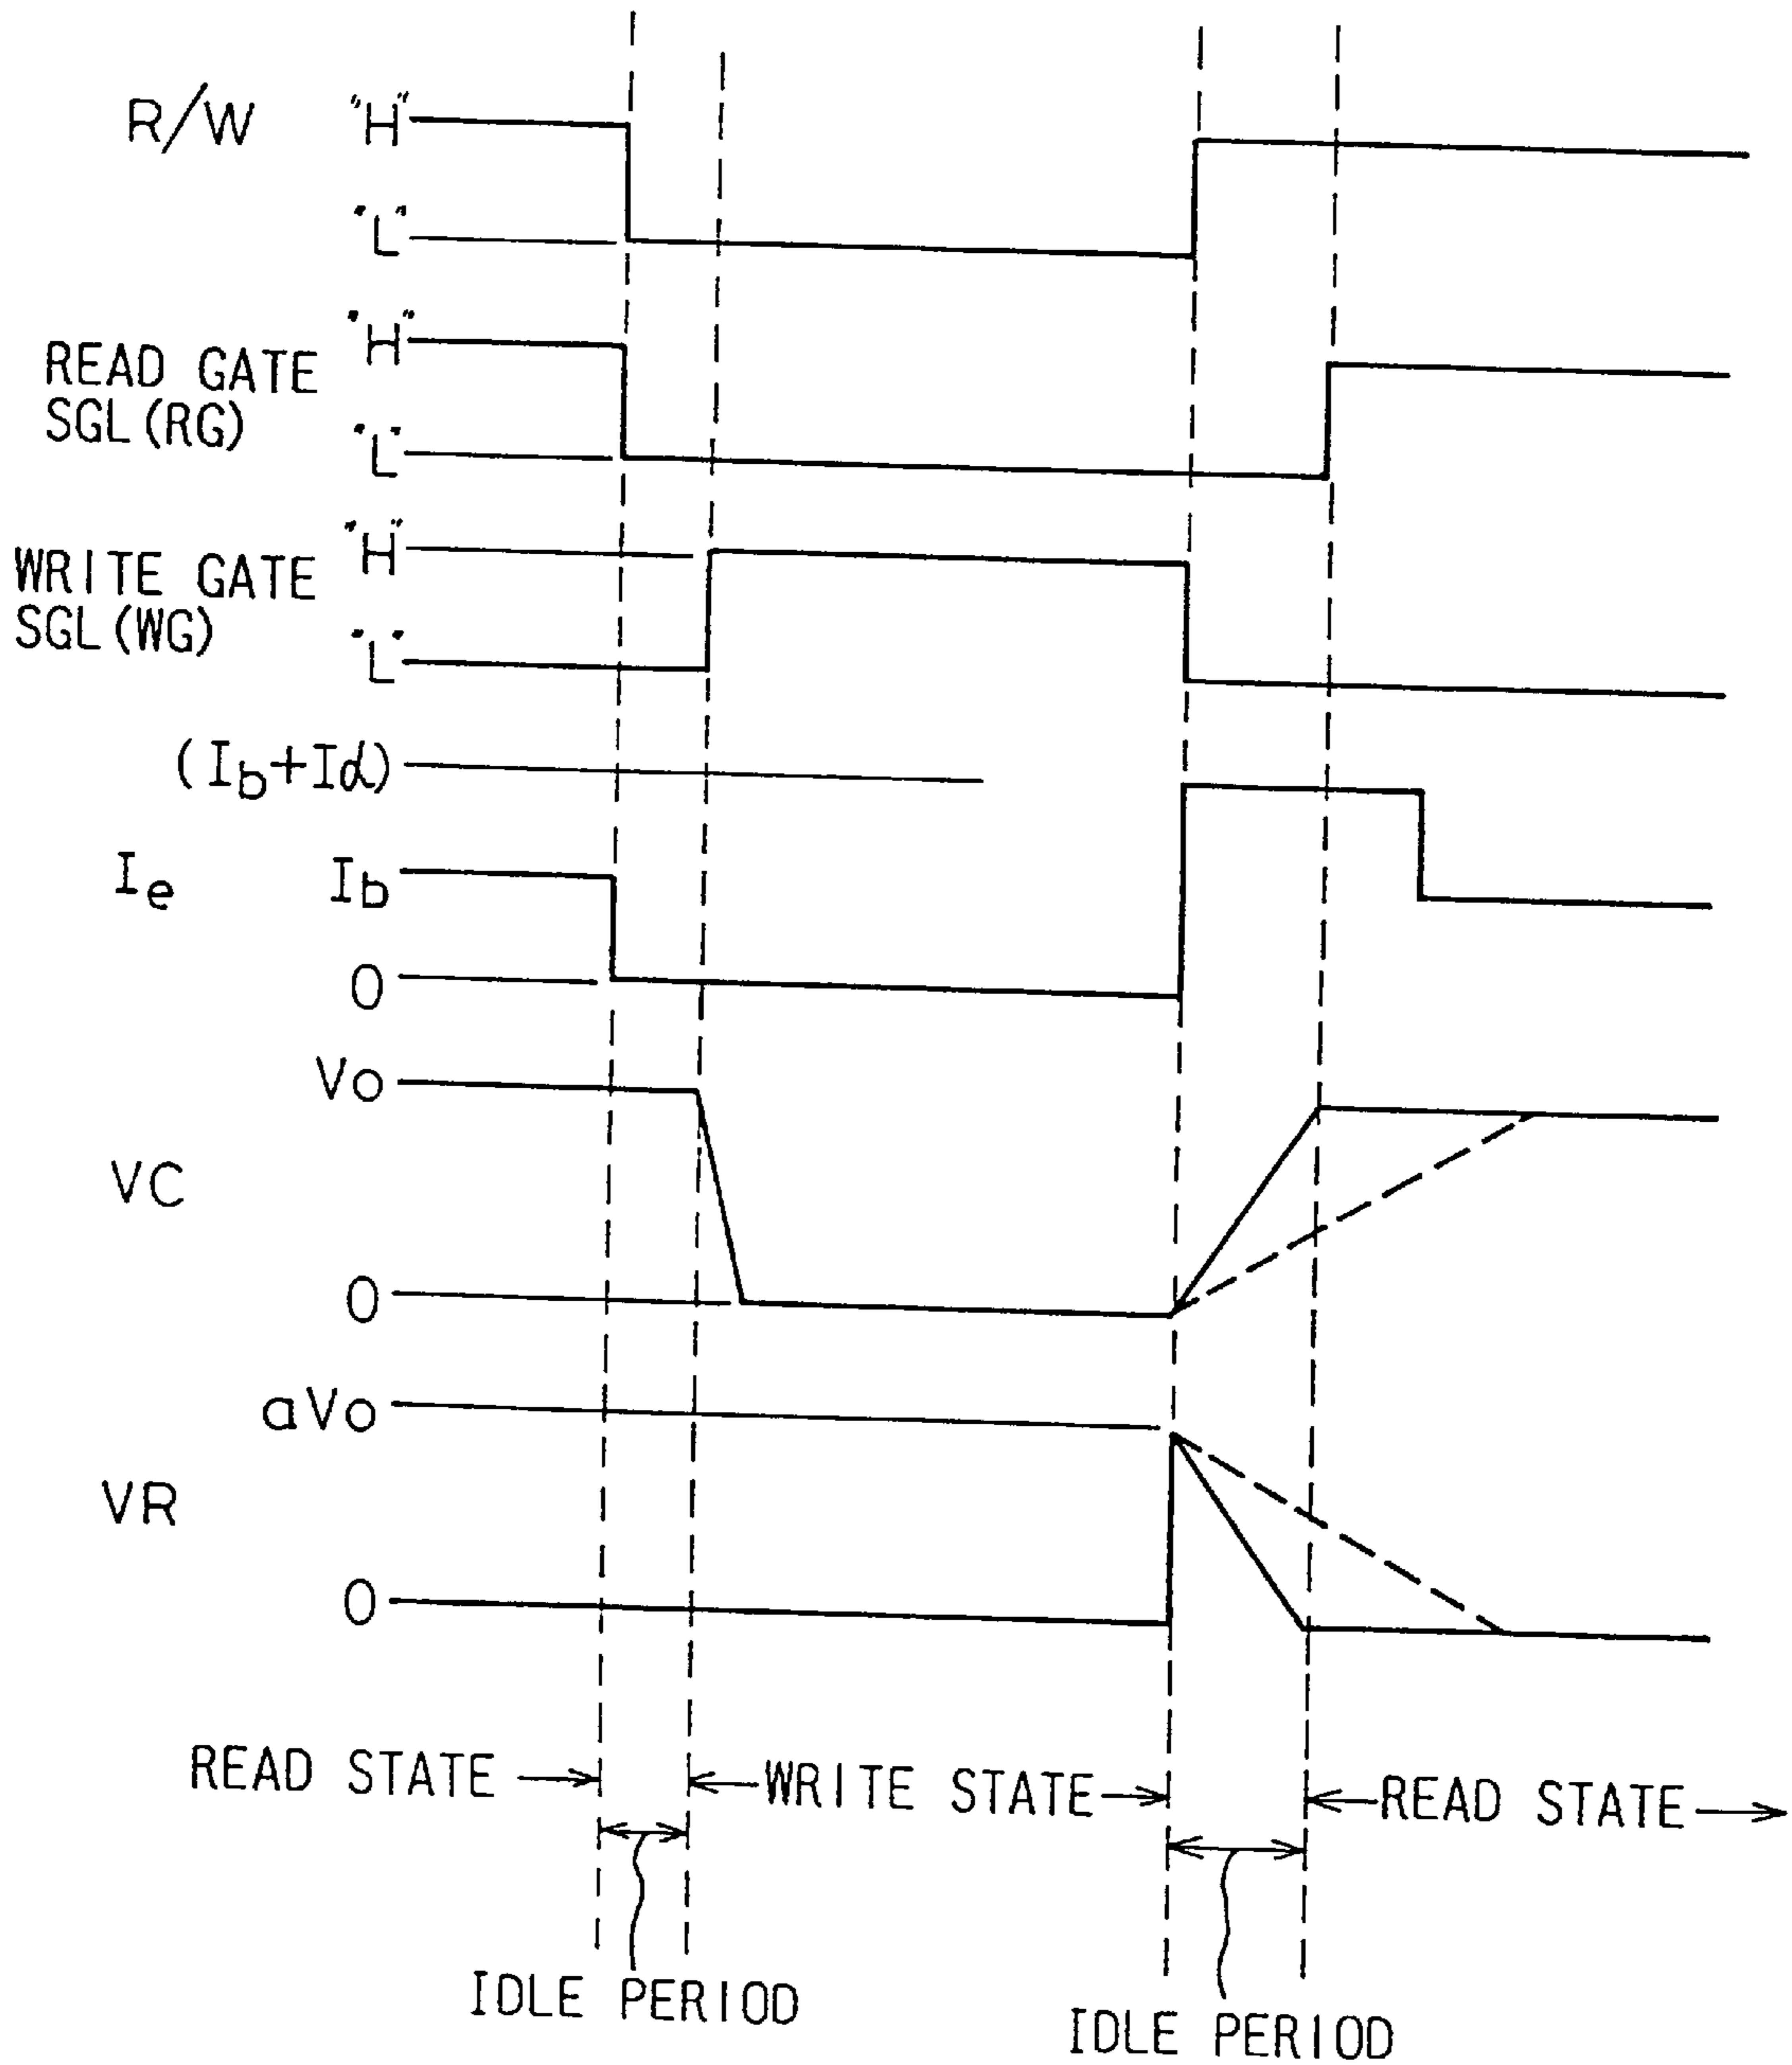 R/W "H"
"L"
READ GATE "H"
SGL(RG) "L"
WRITE GATE "H"
SGL(WG) "L"
(Ib+Iα)
Ie Ib
0
Vo
VC
0
aVo
VR
0
READ STATE WRITE STATE READ STATE
IDLE PERIOD IDLE PERIOD